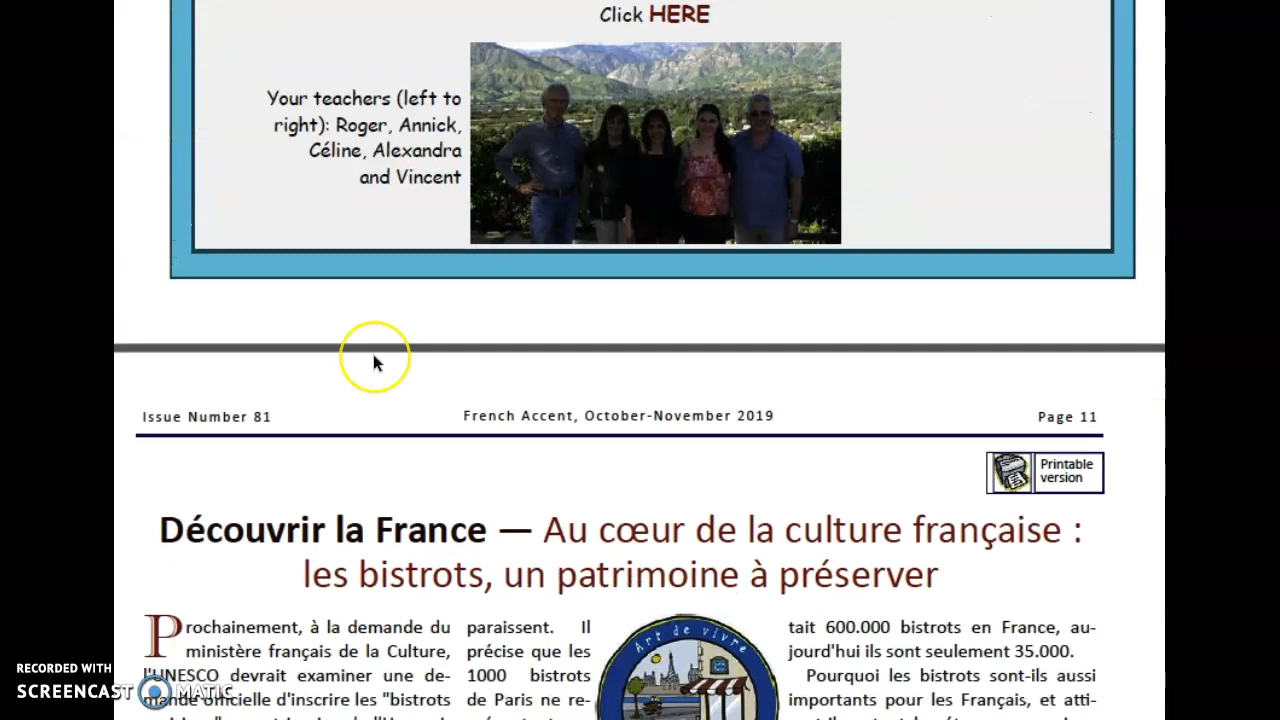 Click HERE
Your teachers (left to
right): Roger, Annick,
Céline, Alexandra
and Vincent
Issue Number 81
French Accent, October-November 2019
Page 11
Printable
version
Découvrir la France — Au cœur de la culture française :
les bistrots, un patrimoine à préserver
Prochainement, à la demande du
ministère français de la Culture,
l'UNESCO devrait examiner une de-
mande officielle d'inscrire les "bistrots
paraissent. Il
précise que les
1000 bistrots
de Paris ne re-
Art de vivre
tait 600.000 bistrots en France, au-
jourd'hui ils sont seulement 35.000.
Pourquoi les bistrots sont-ils aussi
importants pour les Français, et atti-
RECORDED WITH
SCREENCAST MATIC